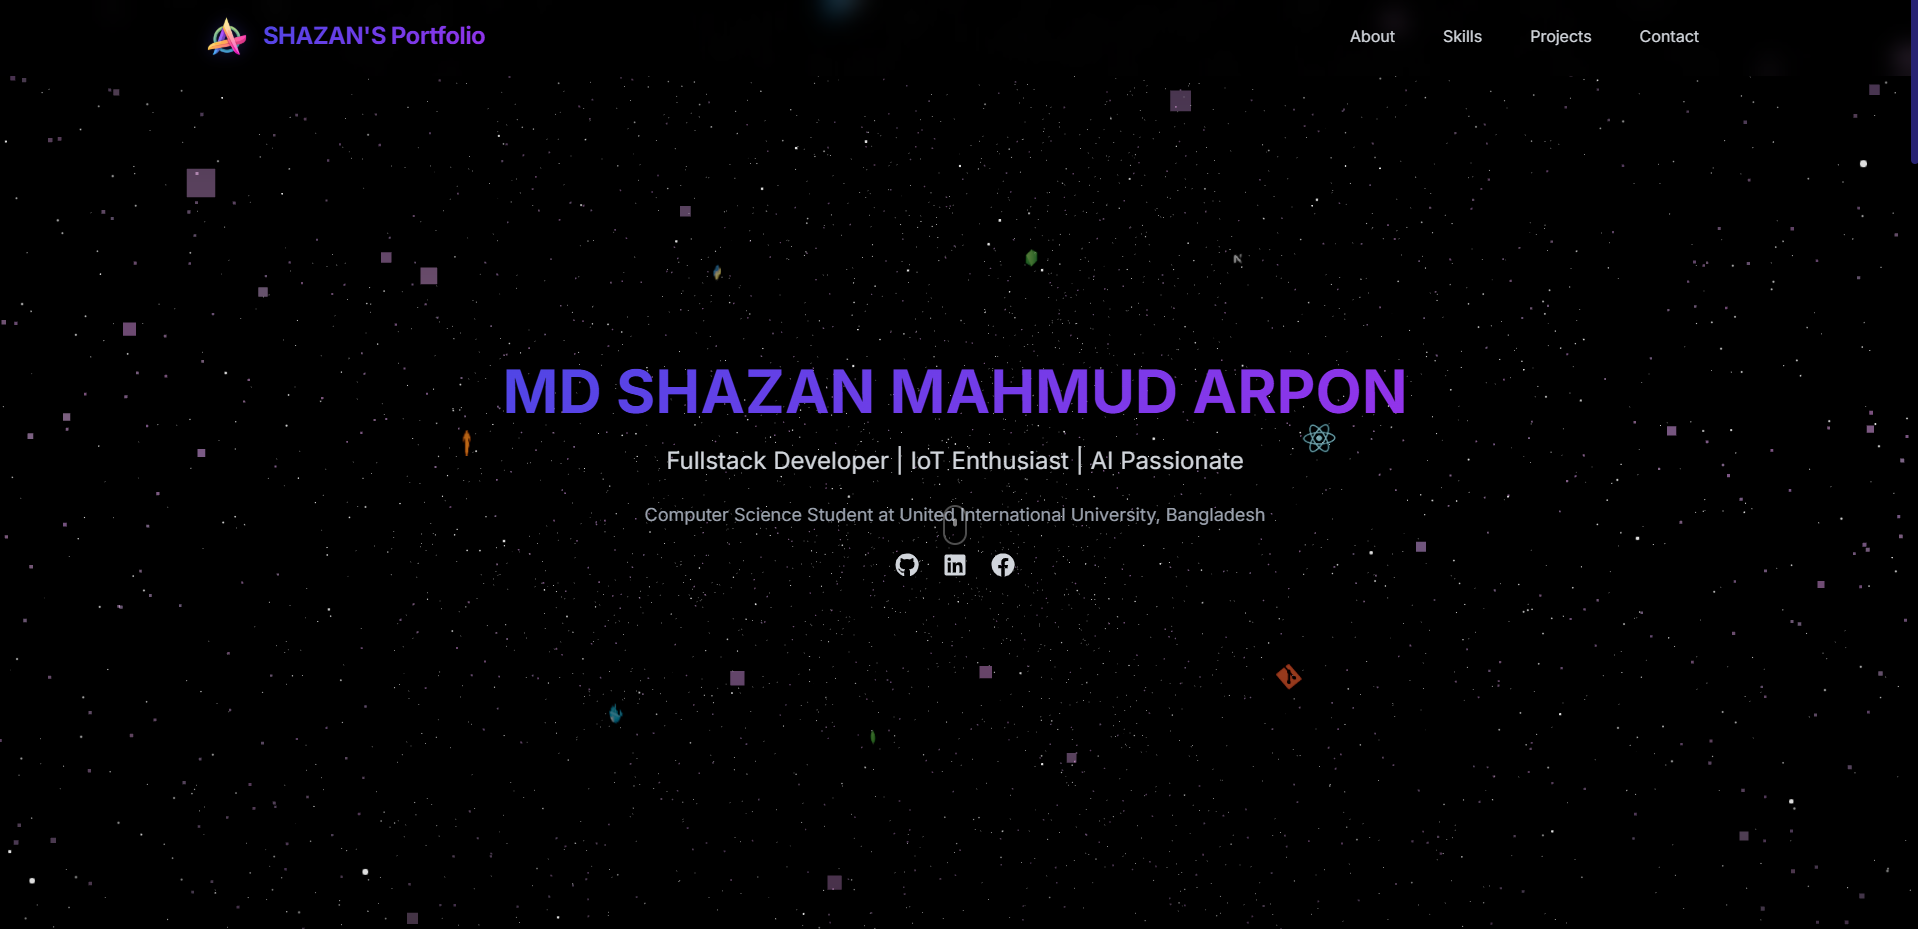 SHAZAN'S Portfolio
About
Skills
Projects
Contact
MD SHAZAN MAHMUD ARPON
Fullstack Developer | IoT Enthusiast | AI Passionate
Computer Science Student at United International University, Bangladesh